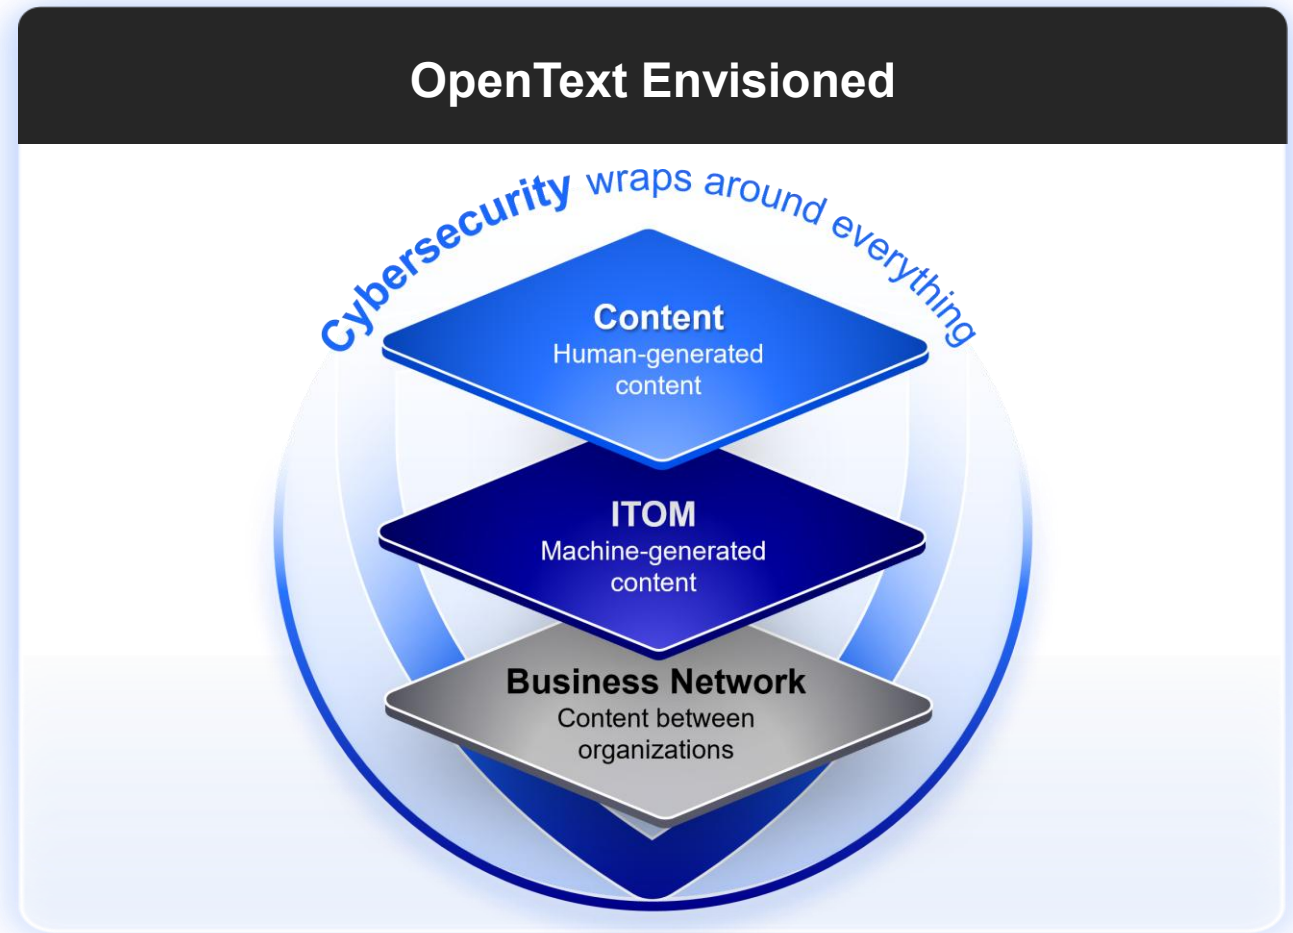 OpenText Envisioned
Cybersecurity wraps around everything
Content
Human-generated
content
ITOM
Machine-generated
content
Business Network
Content between
organizations